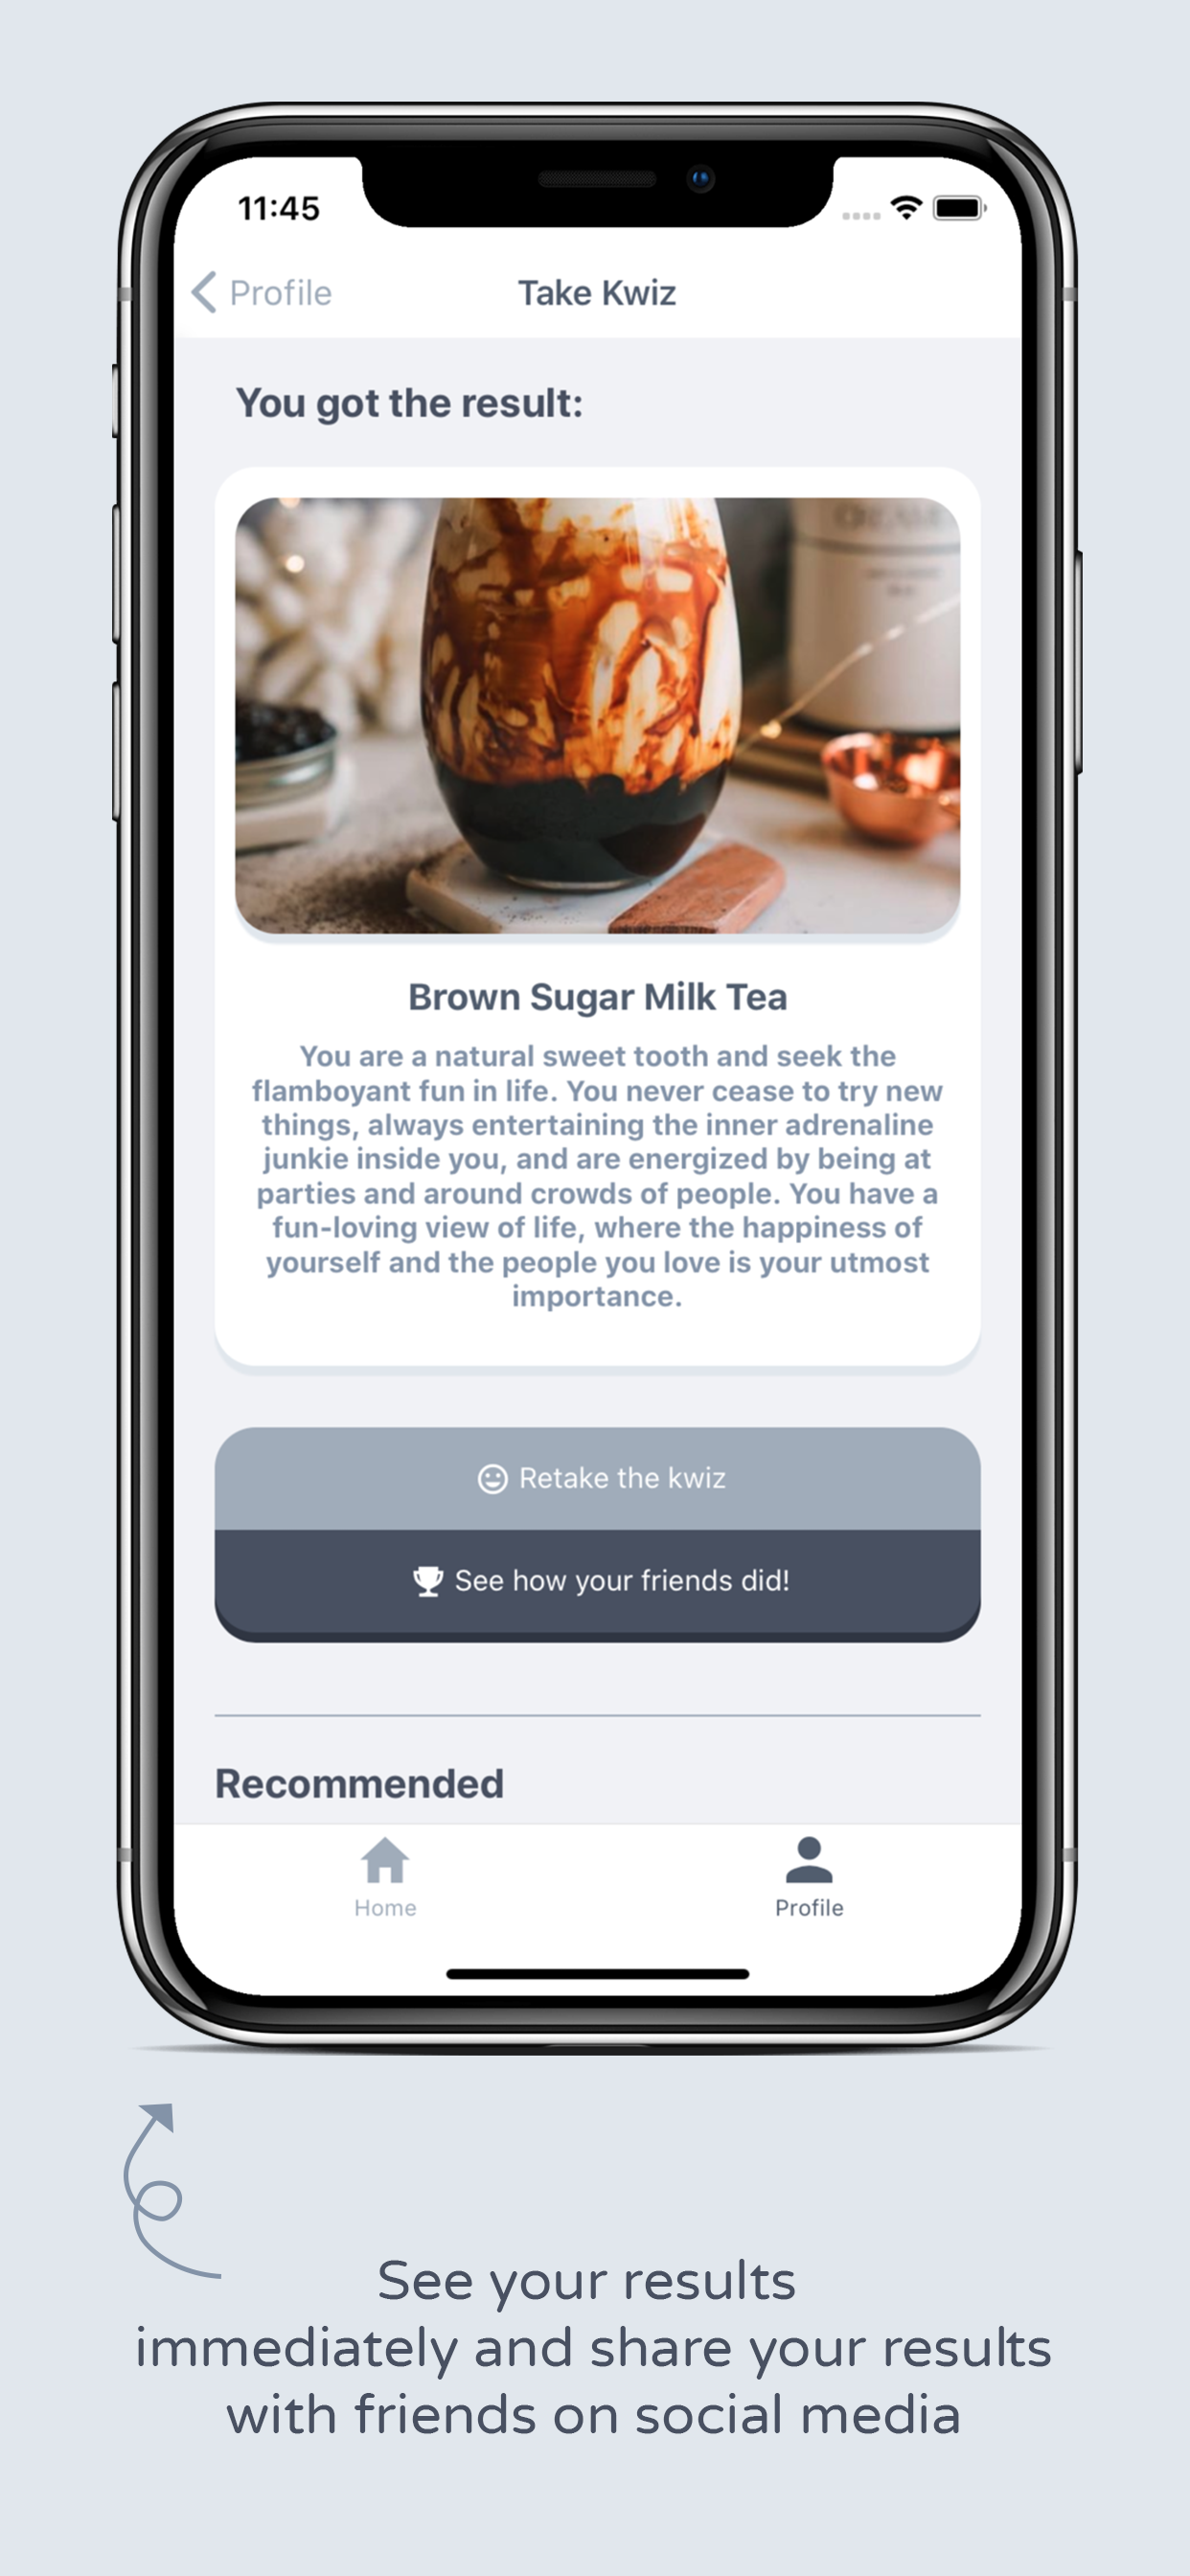 11:45
Profile
Take Kwiz
You got the result:
Brown Sugar Milk Tea
You are a natural sweet tooth and seek the
flamboyant fun in life. You never cease to try new
things, always entertaining the inner adrenaline
junkie inside you, and are energized by being at
parties and around crowds of people. You have a
fun-loving view of life, where the happiness of
yourself and the people you love is your utmost
importance.
Retake the kwiz
See how your friends did!
Recommended
Home
Profile
See your results
immediately and share your results
with friends on social media